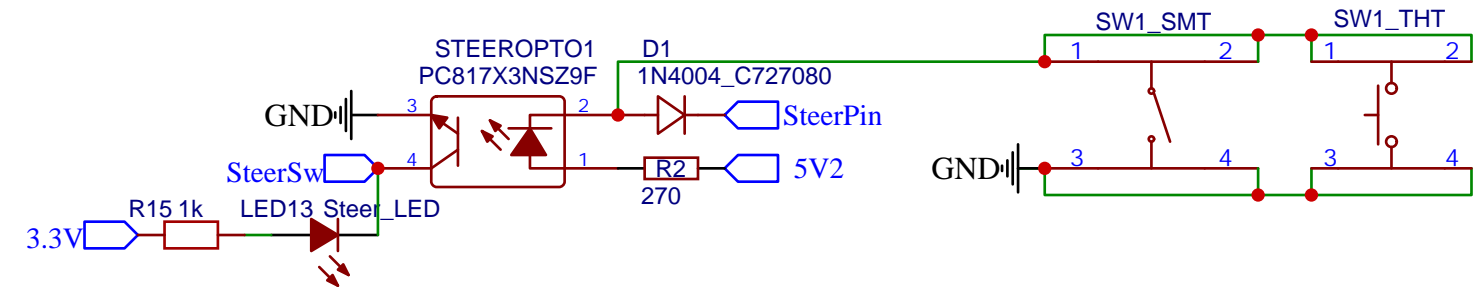 SW1_SMT
SW1_THT
STEEROPTO1
D1
PC817X3NSZ9F
1N4004_C727080
1
2
1
2
GND
3
2
SteerPin
SteerSw
4
1
R2
270
5V2
GND
3
4
3
4
R15 1k
LED13 Steer_LED
3.3V